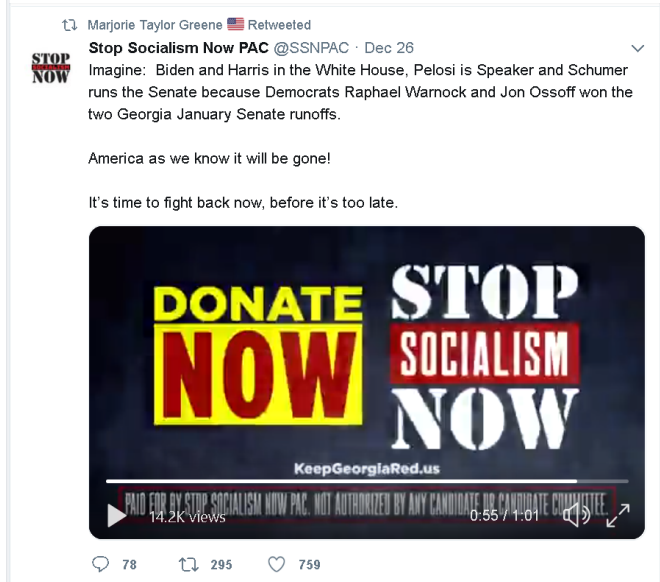 Marjorie Taylor Greene 🇺🇸 Retweeted
STOP
SOCIALISM
NOW
Stop Socialism Now PAC @SSNPAC · Dec 26
Imagine: Biden and Harris in the White House, Pelosi is Speaker and Schumer
runs the Senate because Democrats Raphael Warnock and Jon Ossoff won the
two Georgia January Senate runoffs.
America as we know it will be gone!
It's time to fight back now, before it's too late.
DONATE
NOW
STOP
SOCIALISM
NOW
KeepGeorgiaRed.us
PAID FOR BY STOP SOCIALISM NOW PAC. NOT AUTHORIZED BY ANY CANDIDATE OR CANDIDATE COMMITTEE.
14.2K views
0:55 / 1:01
78
295
759